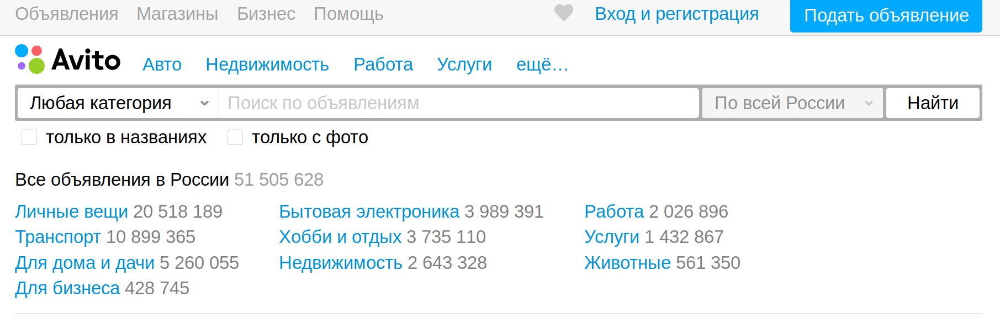 Объявления Магазины Бизнес Помощь Вход и регистрация Подать объявление
Avito Авто Недвижимость Работа Услуги ещё...
Любая категория Поиск по объявлениям По всей России Найти
только в названиях только с фото
Все объявления в России 51 505 628
Личные вещи 20 518 189 Бытовая электроника 3 989 391 Работа 2 026 896
Транспорт 10 899 365 Хобби и отдых 3 735 110 Услуги 1 432 867
Для дома и дачи 5 260 055 Недвижимость 2 643 328 Животные 561 350
Для бизнеса 428 745